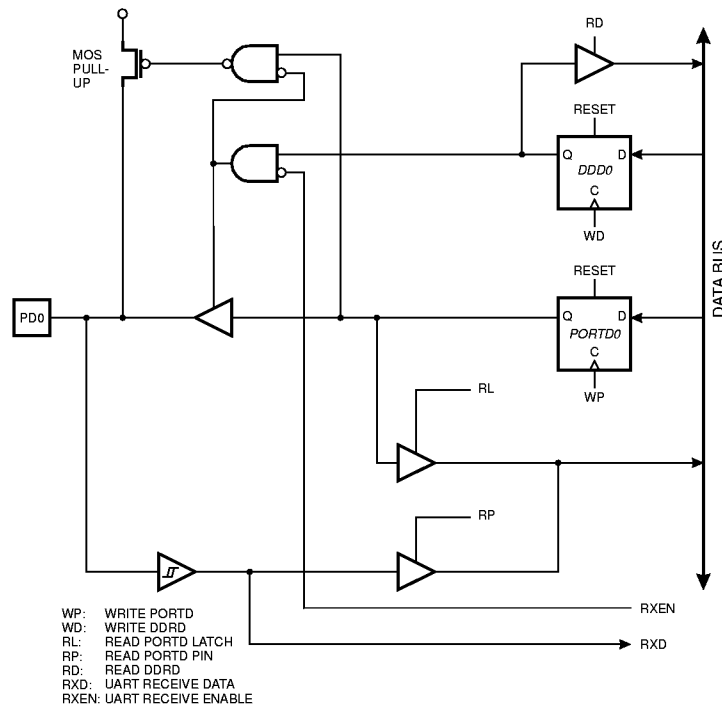 RD
MOS
PULL-
UP
RESET
Q
D
DDD0
C
WD
DATA BUS
RESET
PD0
Q
D
PORTD0
C
WP
RL
RP
RXEN
WP: WRITE PORTD
WD: WRITE DDRD
RL: READ PORTD LATCH
RP: READ PORTD PIN
RD: READ DDRD
RXD: UART RECEIVE DATA
RXEN: UART RECEIVE ENABLE
RXD